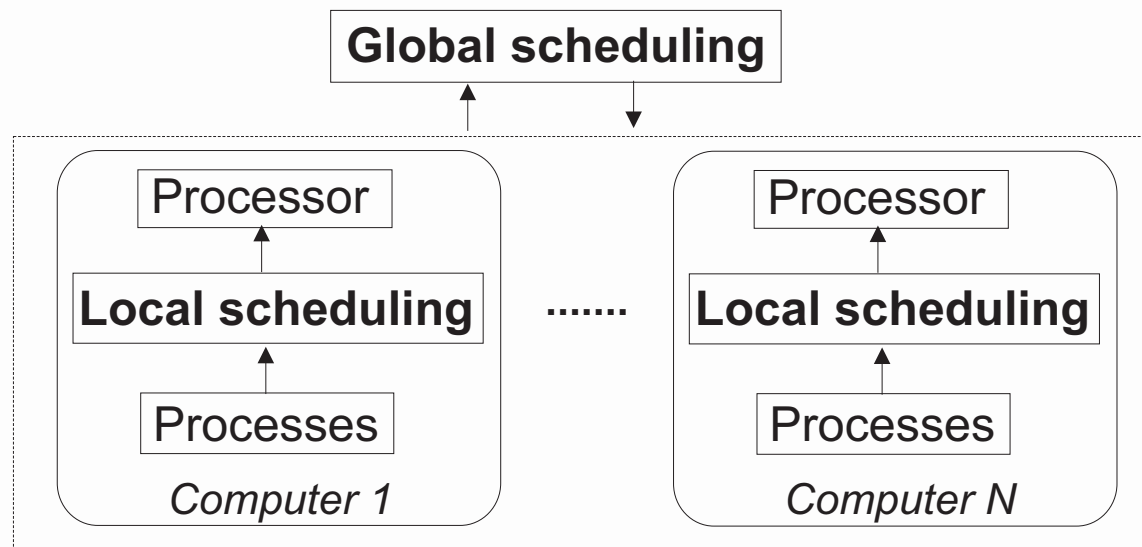 Global scheduling
Processor
Local scheduling
Processes
Computer 1
.......
Processor
Local scheduling
Processes
Computer N